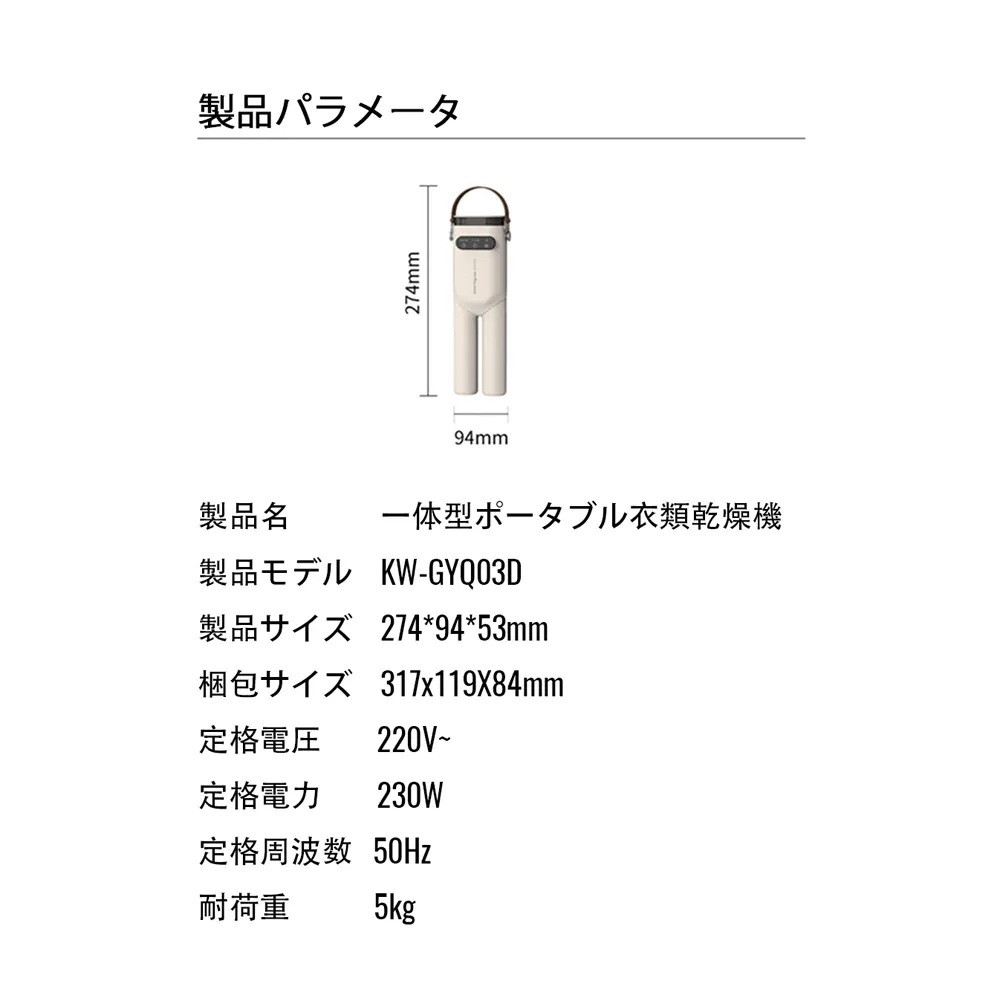 製品パラメータ
274mm
94mm
製品名 一体型ポータブル衣類乾燥機
製品モデル KW-GYQ03D
製品サイズ 274*94*53mm
梱包サイズ 317x119X84mm
定格電圧 220V~
定格電力 230W
定格周波数 50Hz
耐荷重 5kg